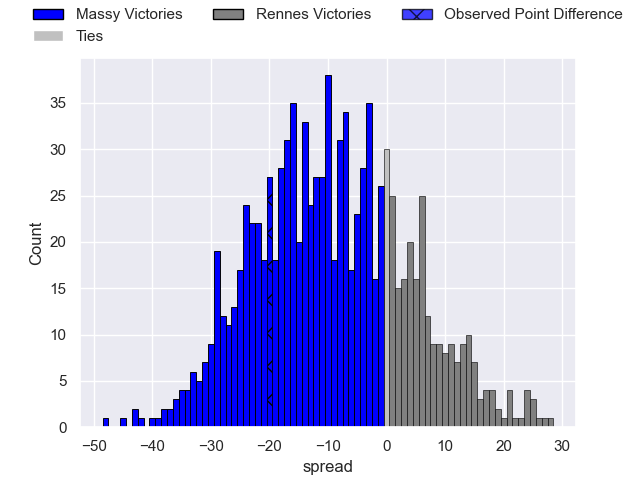 Massy Victories
Rennes Victories
Observed Point Difference
Ties
35
30
25
20
15
10
5
0
Count
−50
−40
−30
−20
−10
0
10
20
30
spread